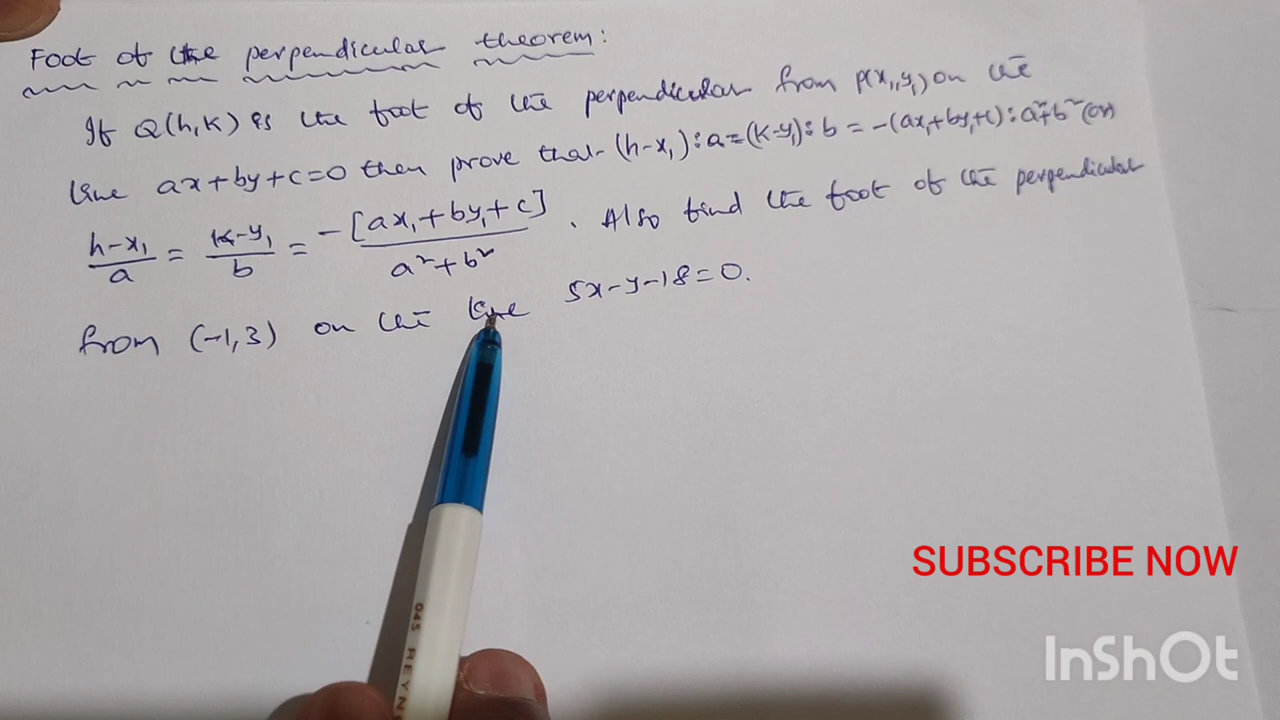 Foot of the perpendicular theorem:
If Q(h,k) is the foot of the perpendicular from P(x₁,y₁) on the
line ax+by+c=0 then prove that (h-x₁):a=(k-y₁):b=-(ax₁+by₁+c):a²+b² (or)
h-x₁/a = k-y₁/b = -[ax₁+by₁+c]/a²+b². Also find the foot of the perpendicular
from (-1,3) on the line 5x-y-18=0.
SUBSCRIBE NOW
045 REYN
InShOt